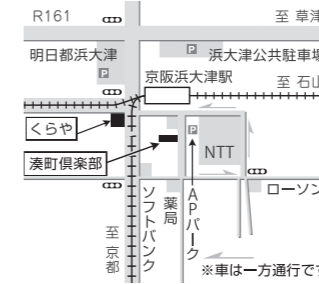 R161
至 草津
明日都浜大津
P
P
浜大津公共駐車場
京阪浜大津駅
至 石山
くらや
P
NTT
湊町倶楽部
ソフトバンク
薬局
APパーク
ローソン
至 京都
※車は一方通行です